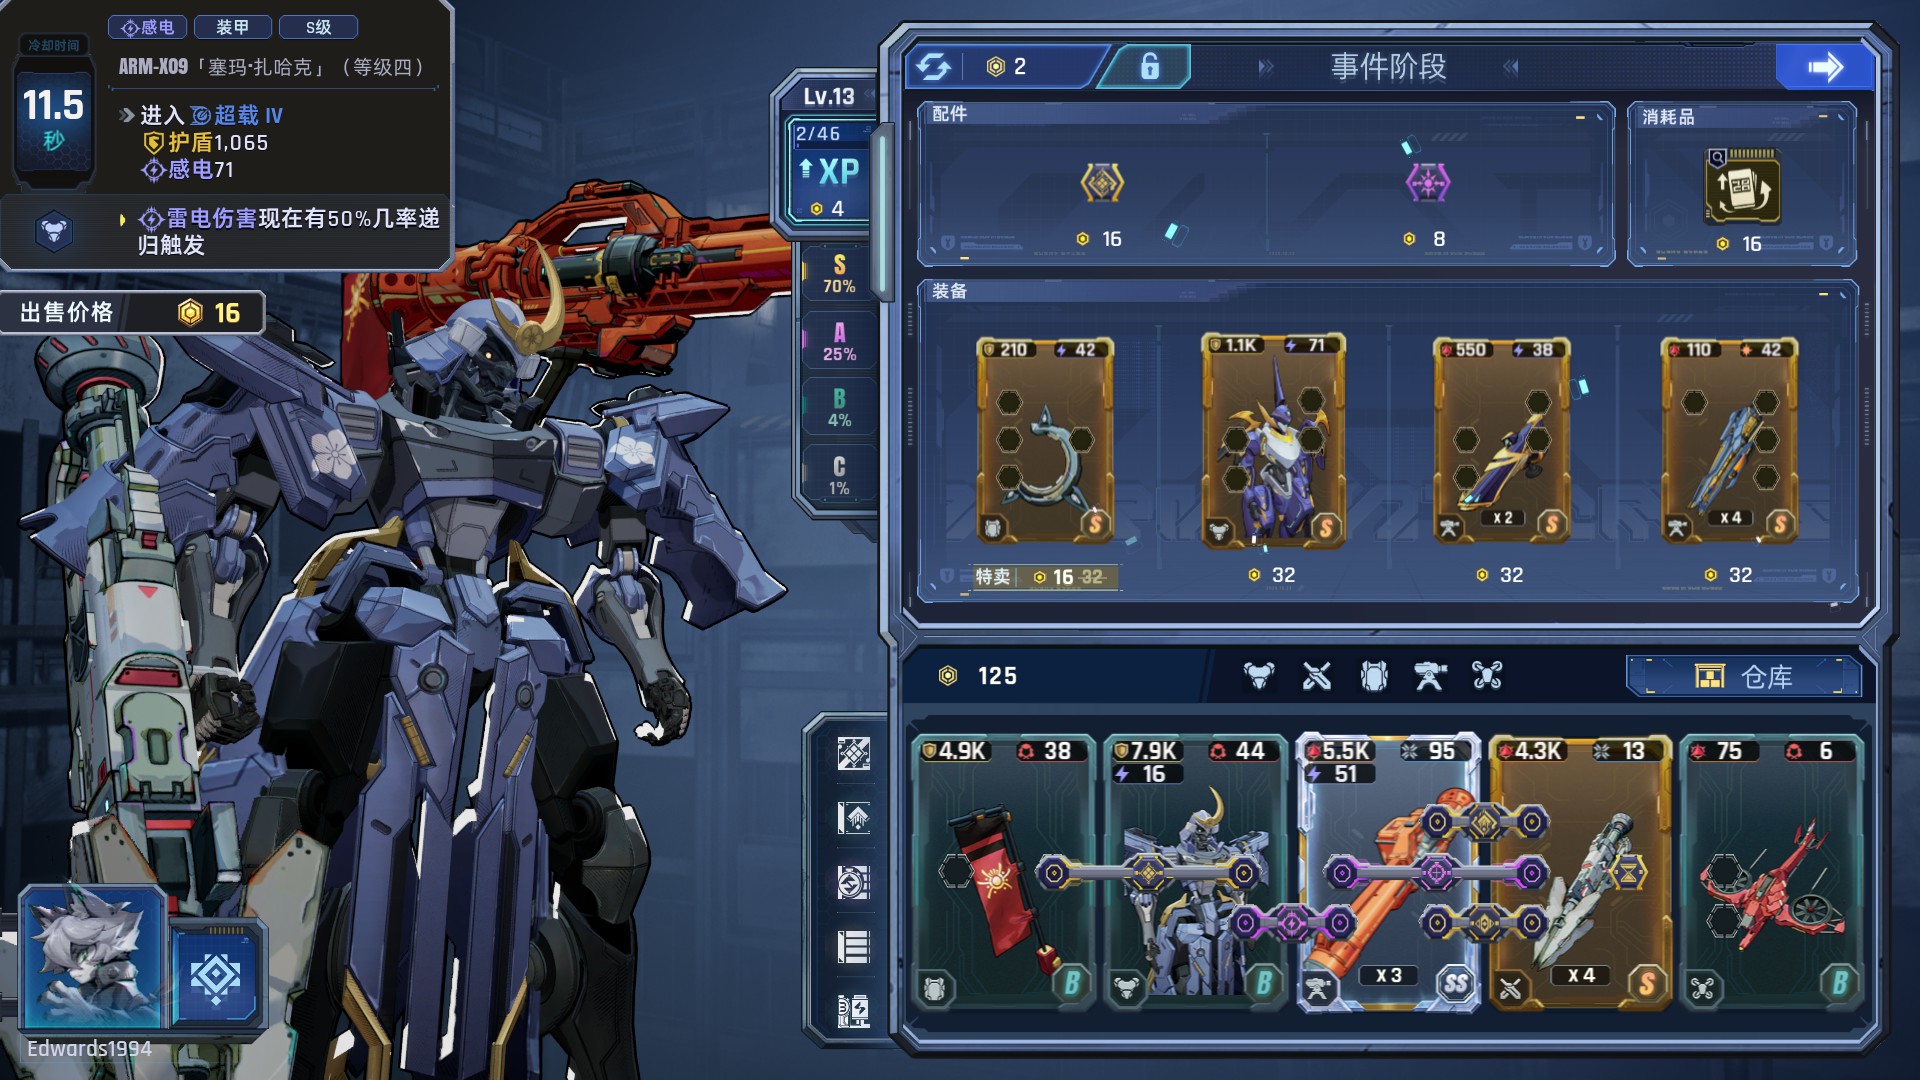 感电 装甲 S级
冷却时间
11.5
秒
ARM-X09「塞玛·扎哈克」（等级四）
进入 超载 IV
护盾1,065
感电71
雷电伤害现在有50%几率递
归触发
出售价格 16
Lv.13
2/46
XP
4
S
70%
A
25%
B
4%
C
1%
2
事件阶段
配件
16
8
消耗品
16
装备
210 42
S
特卖 16 32
1.1K 71
S
32
550 38
x2
S
32
110 42
x4
S
32
125
仓库
4.9K 38
B
7.9K 44
16
B
5.5K 95
51
x3
SS
4.3K 13
x4
S
75 6
B
Edwards1994